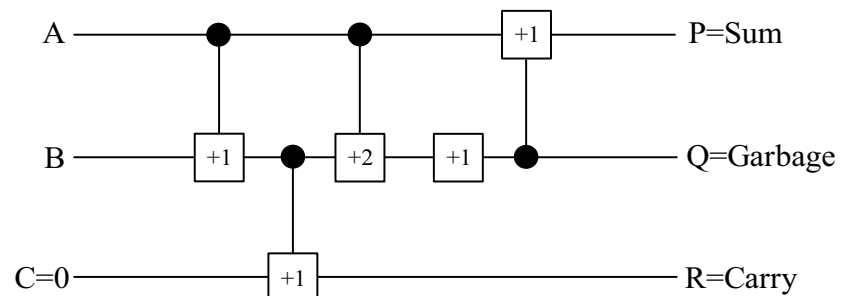 A +1 P=Sum
B +1 +2 +1 Q=Garbage
C=0 +1 R=Carry